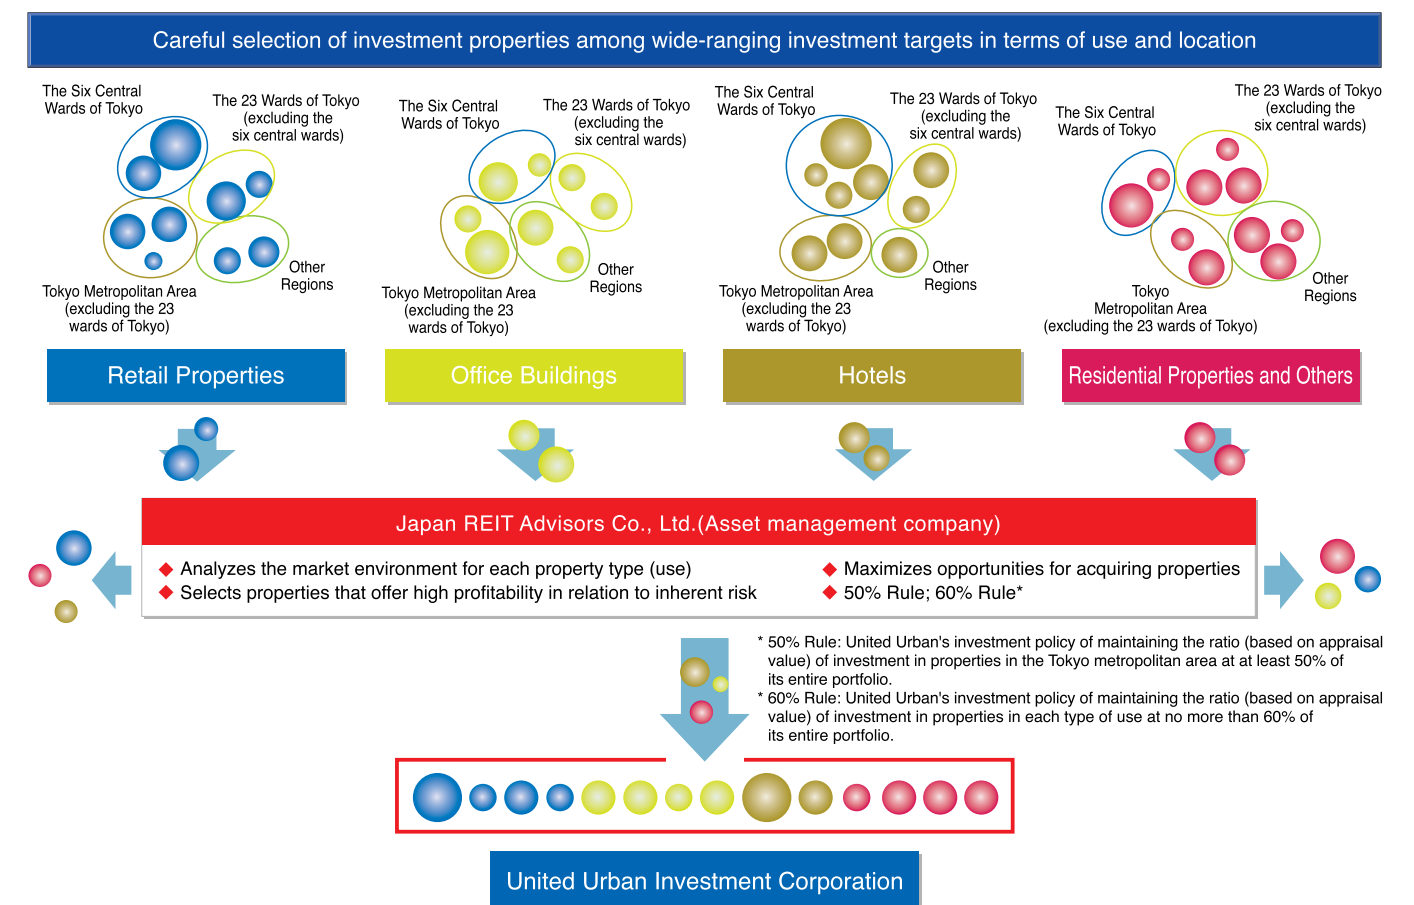 Careful selection of investment properties among wide-ranging investment targets in terms of use and location
The Six Central
Wards of Tokyo
The 23 Wards of Tokyo
(excluding the
six central wards)
Tokyo Metropolitan Area
(excluding the 23
wards of Tokyo)
Other
Regions
Retail Properties
The Six Central
Wards of Tokyo
The 23 Wards of Tokyo
(excluding the
six central wards)
Tokyo Metropolitan Area
(excluding the 23
wards of Tokyo)
Other
Regions
Office Buildings
The Six Central
Wards of Tokyo
The 23 Wards of Tokyo
(excluding the
six central wards)
Tokyo Metropolitan Area
(excluding the 23
wards of Tokyo)
Other
Regions
Hotels
The Six Central
Wards of Tokyo
The 23 Wards of Tokyo
(excluding the
six central wards)
Tokyo
Metropolitan Area
(excluding the 23 wards of Tokyo)
Other
Regions
Residential Properties and Others
Japan REIT Advisors Co., Ltd.(Asset management company)
◆ Analyzes the market environment for each property type (use)
◆ Selects properties that offer high profitability in relation to inherent risk
◆ Maximizes opportunities for acquiring properties
◆ 50% Rule; 60% Rule*
* 50% Rule: United Urban's investment policy of maintaining the ratio (based on appraisal
value) of investment in properties in the Tokyo metropolitan area at at least 50% of
its entire portfolio.
* 60% Rule: United Urban's investment policy of maintaining the ratio (based on appraisal
value) of investment in properties in each type of use at no more than 60% of
its entire portfolio.
United Urban Investment Corporation